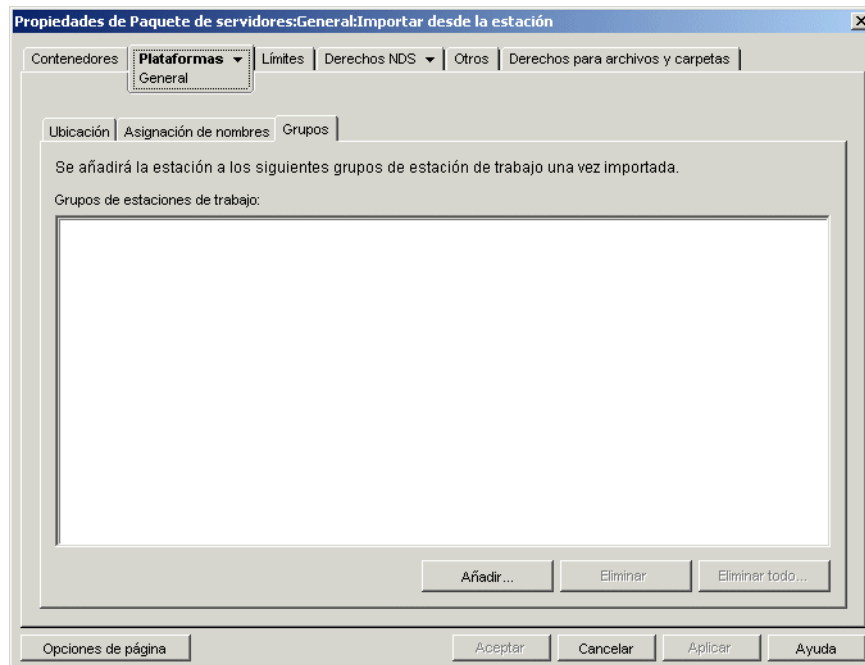 Propiedades de Paquete de servidores:General:Importar desde la estación
Contenedores Plataformas Límites Derechos NDS Otros Derechos para archivos y carpetas
General
Ubicación Asignación de nombres Grupos
Se añadirá la estación a los siguientes grupos de estación de trabajo una vez importada.
Grupos de estaciones de trabajo:
Añadir... Eliminar Eliminar todo...
Opciones de página Aceptar Cancelar Aplicar Ayuda